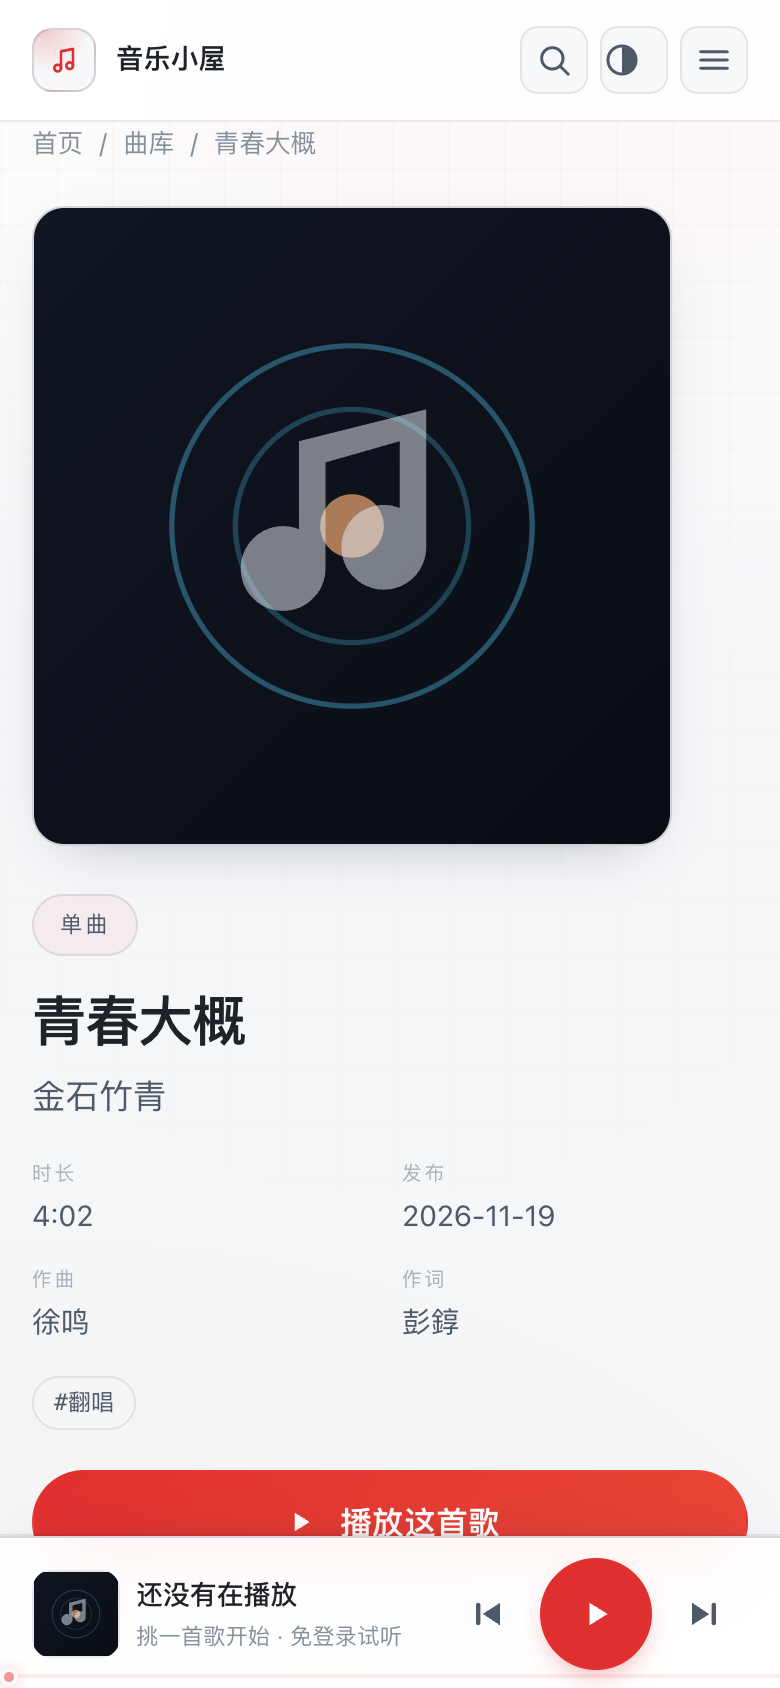 音乐小屋
首页 / 曲库 / 青春大概
单曲
青春大概
金石竹青
时长
发布
4:02
2026-11-19
作曲
作词
徐鸣
彭錞
#翻唱
播放这首歌
还没有在播放
挑一首歌开始 · 免登录试听